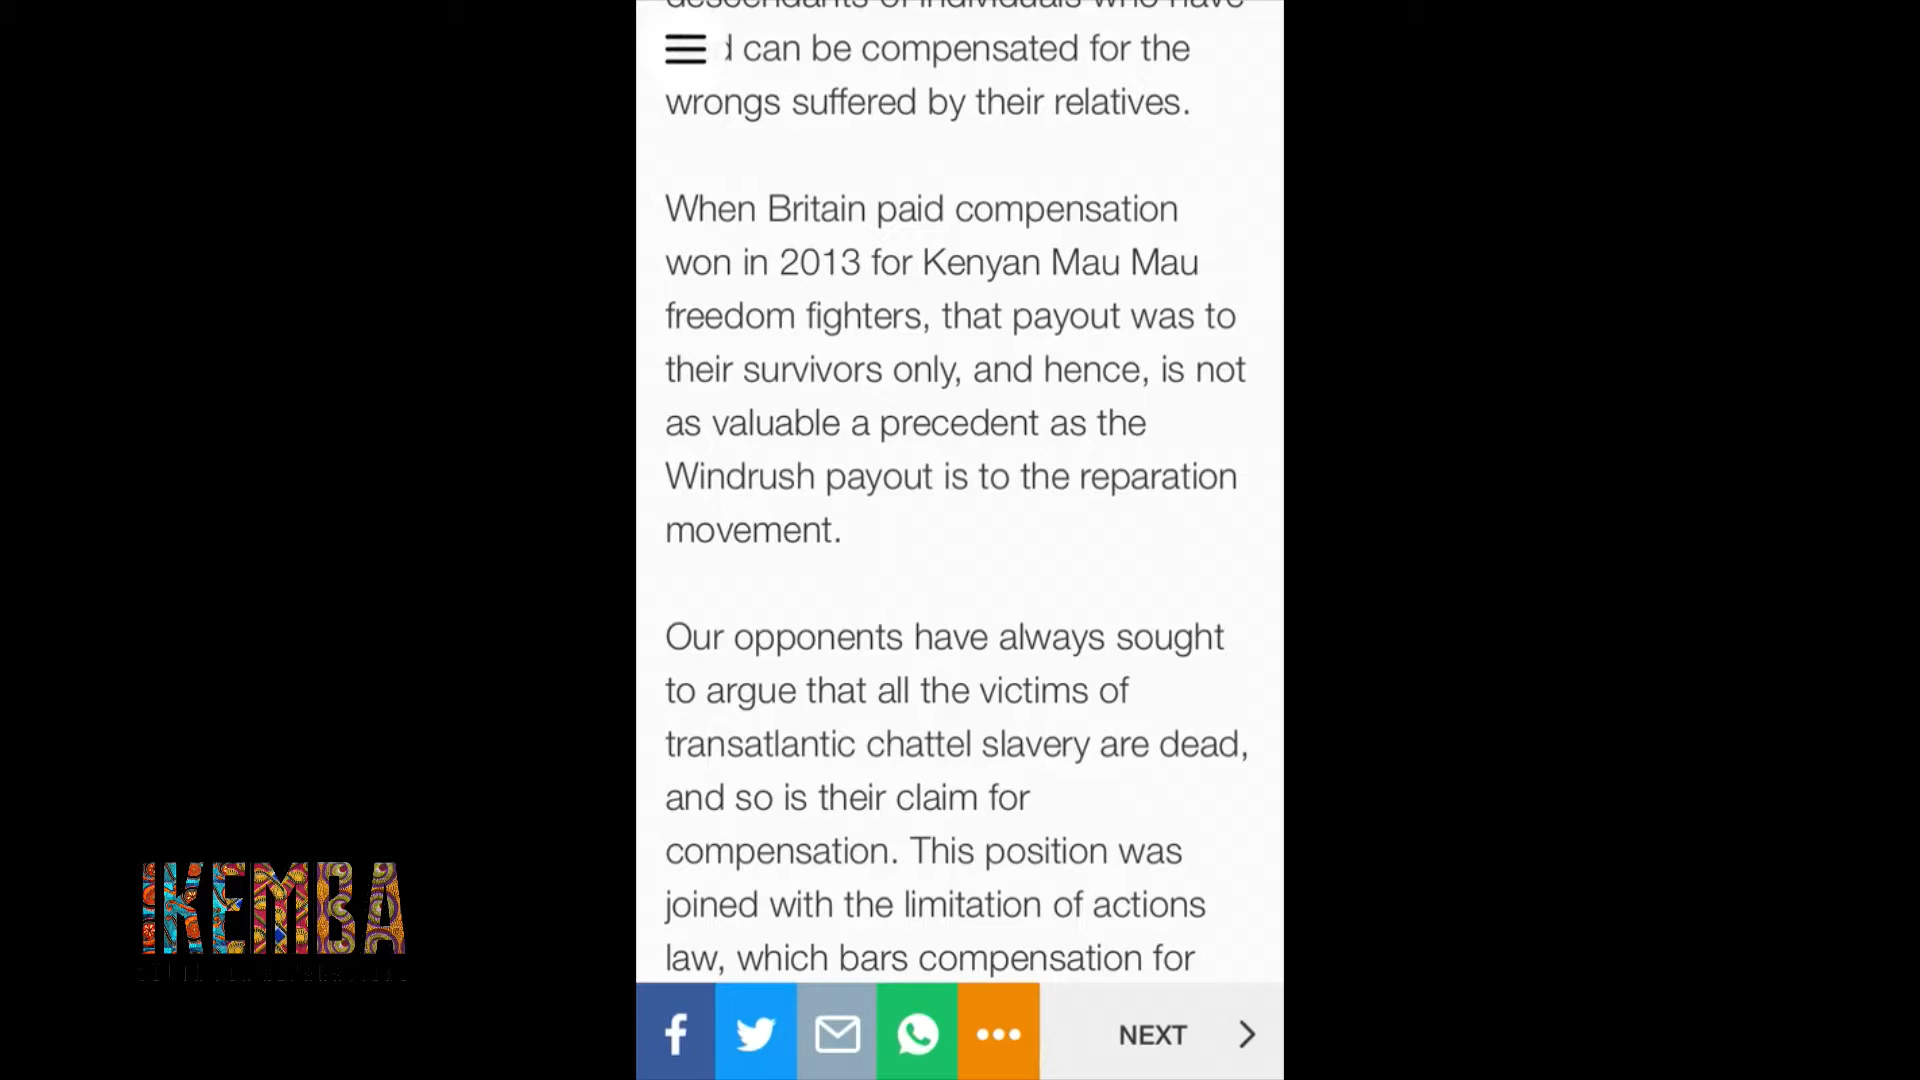 can be compensated for the
wrongs suffered by their relatives.
When Britain paid compensation
won in 2013 for Kenyan Mau Mau
freedom fighters, that payout was to
their survivors only, and hence, is not
as valuable a precedent as the
Windrush payout is to the reparation
movement.
Our opponents have always sought
to argue that all the victims of
transatlantic chattel slavery are dead,
and so is their claim for
compensation. This position was
joined with the limitation of actions
law, which bars compensation for
NEXT
IKEMBA